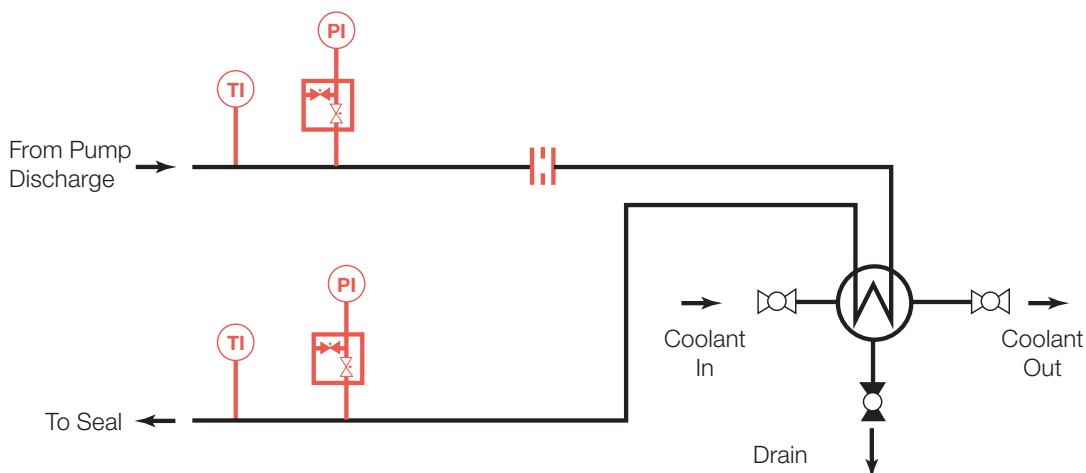 PI
TI
From Pump
Discharge
PI
TI
Coolant
In
Coolant
Out
To Seal
Drain